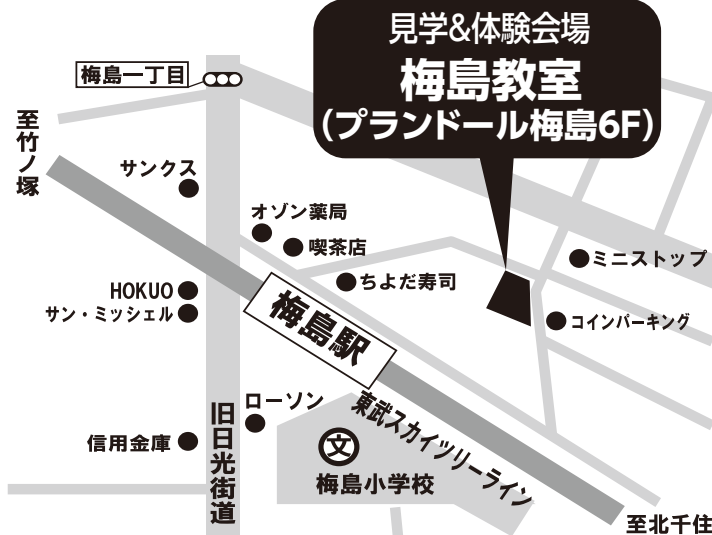 見学&体験会場
梅島教室
(プランドール梅島6F)
梅島一丁目
至竹ノ塚
サンクス
オゾン薬局
喫茶店
ちよだ寿司
ミニストップ
コインパーキング
HOKUO
サン・ミッシェル
梅島駅
ローソン
東武スカイツリーライン
旧日光街道
信用金庫
文
梅島小学校
至北千住